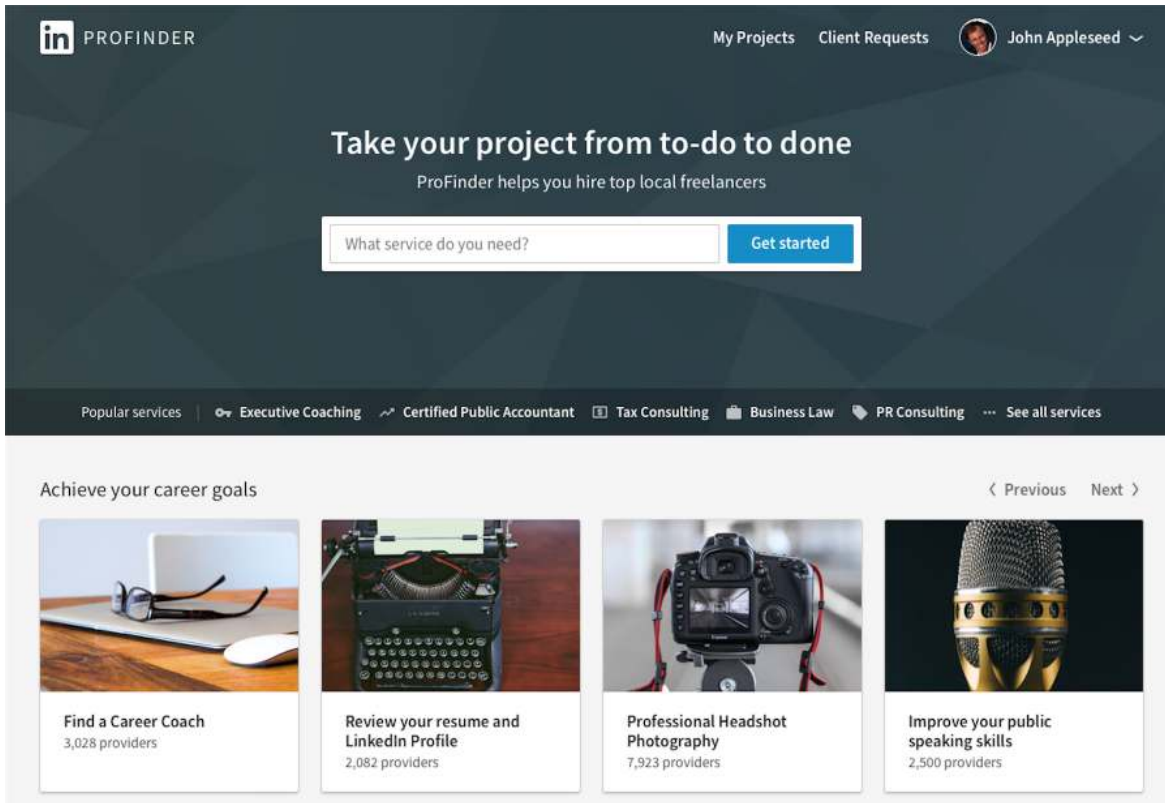 in PROFINDER
My Projects Client Requests John Appleseed
Take your project from to-do to done
ProFinder helps you hire top local freelancers
What service do you need? Get started
Popular services Executive Coaching Certified Public Accountant Tax Consulting Business Law PR Consulting ··· See all services
Achieve your career goals
Previous Next
Find a Career Coach
3,028 providers
Review your resume and
LinkedIn Profile
2,082 providers
Professional Headshot
Photography
7,923 providers
Improve your public
speaking skills
2,500 providers